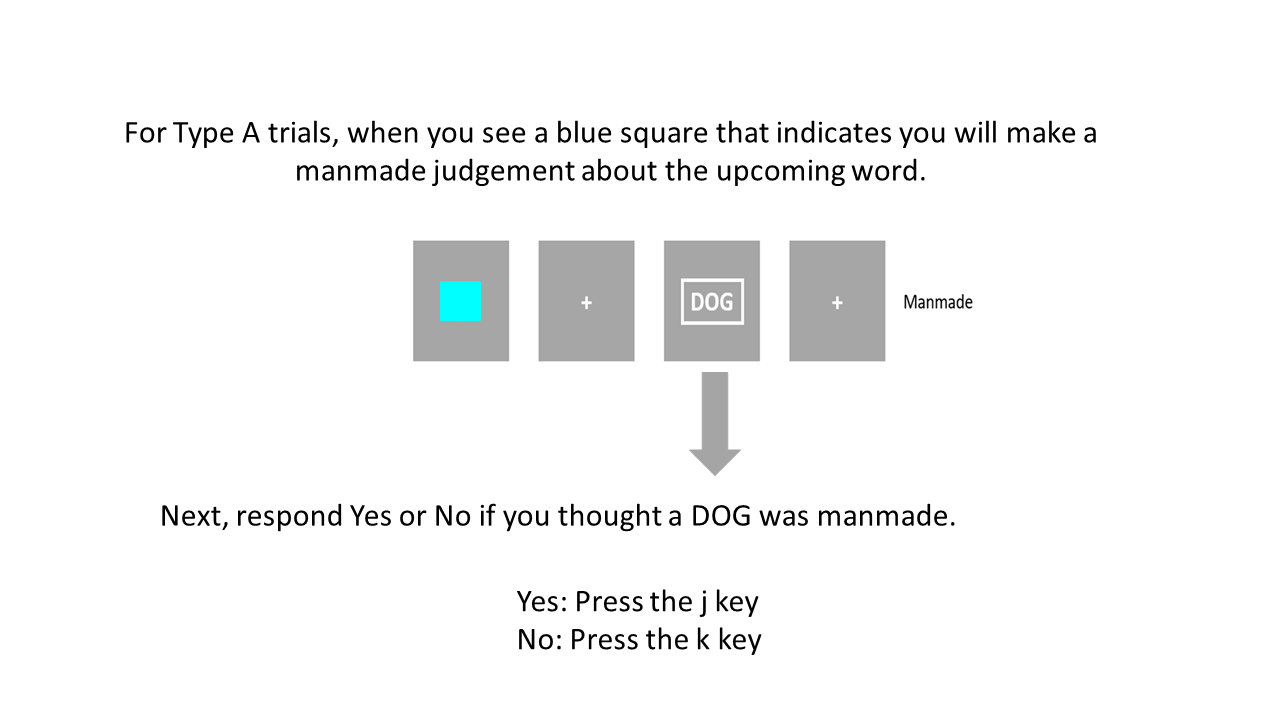 For Type A trials, when you see a blue square that indicates you will make a
manmade judgement about the upcoming word.
+
DOG
+
Manmade
Next, respond Yes or No if you thought a DOG was manmade.
Yes: Press the j key
No: Press the k key